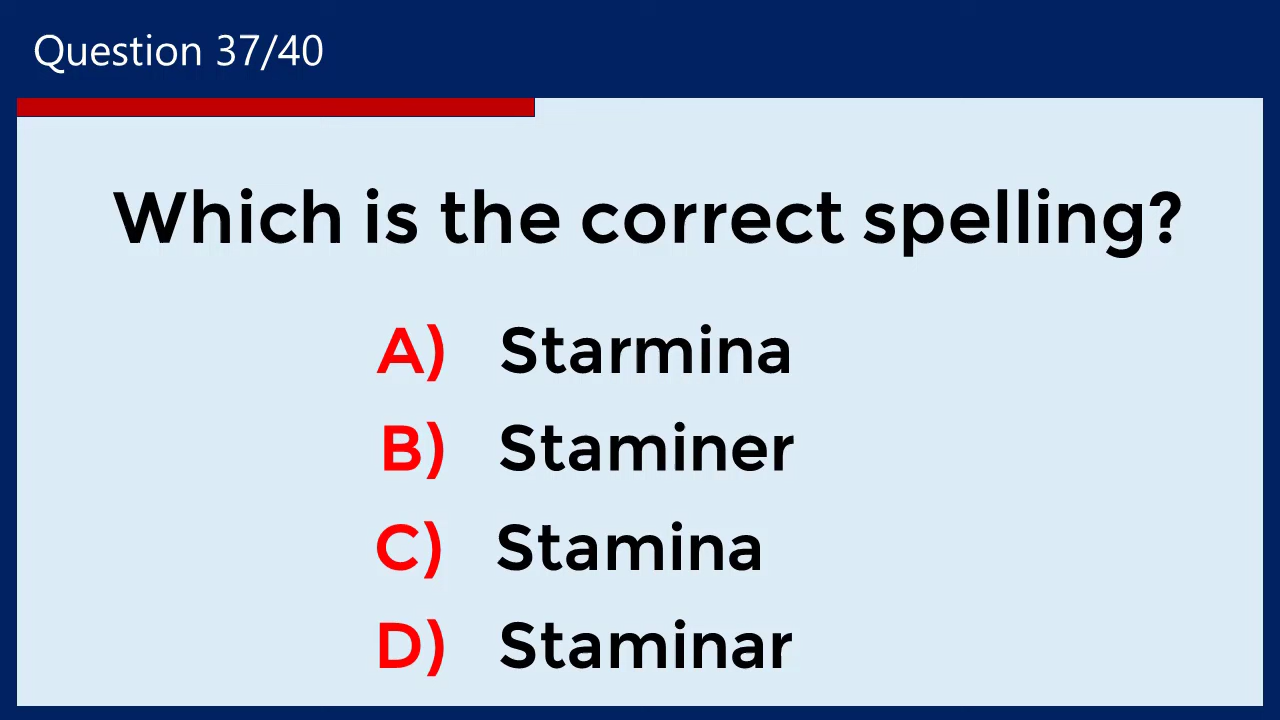 Question 37/40
Which is the correct spelling?
A) Starmina
B) Staminer
C) Stamina
D) Staminar